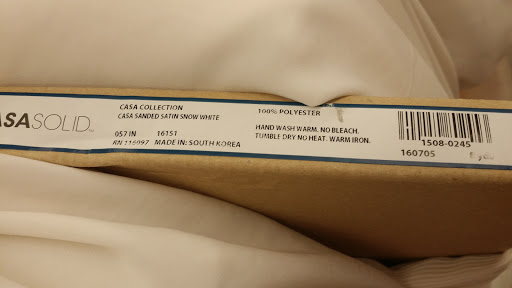 ASASOLID™
CASA COLLECTION
CASA SANDED SATIN SNOW WHITE
057 IN 16151
RN 116097 MADE IN: SOUTH KOREA
100% POLYESTER
HAND WASH WARM. NO BLEACH.
TUMBLE DRY NO HEAT. WARM IRON.
1508-0245
160705